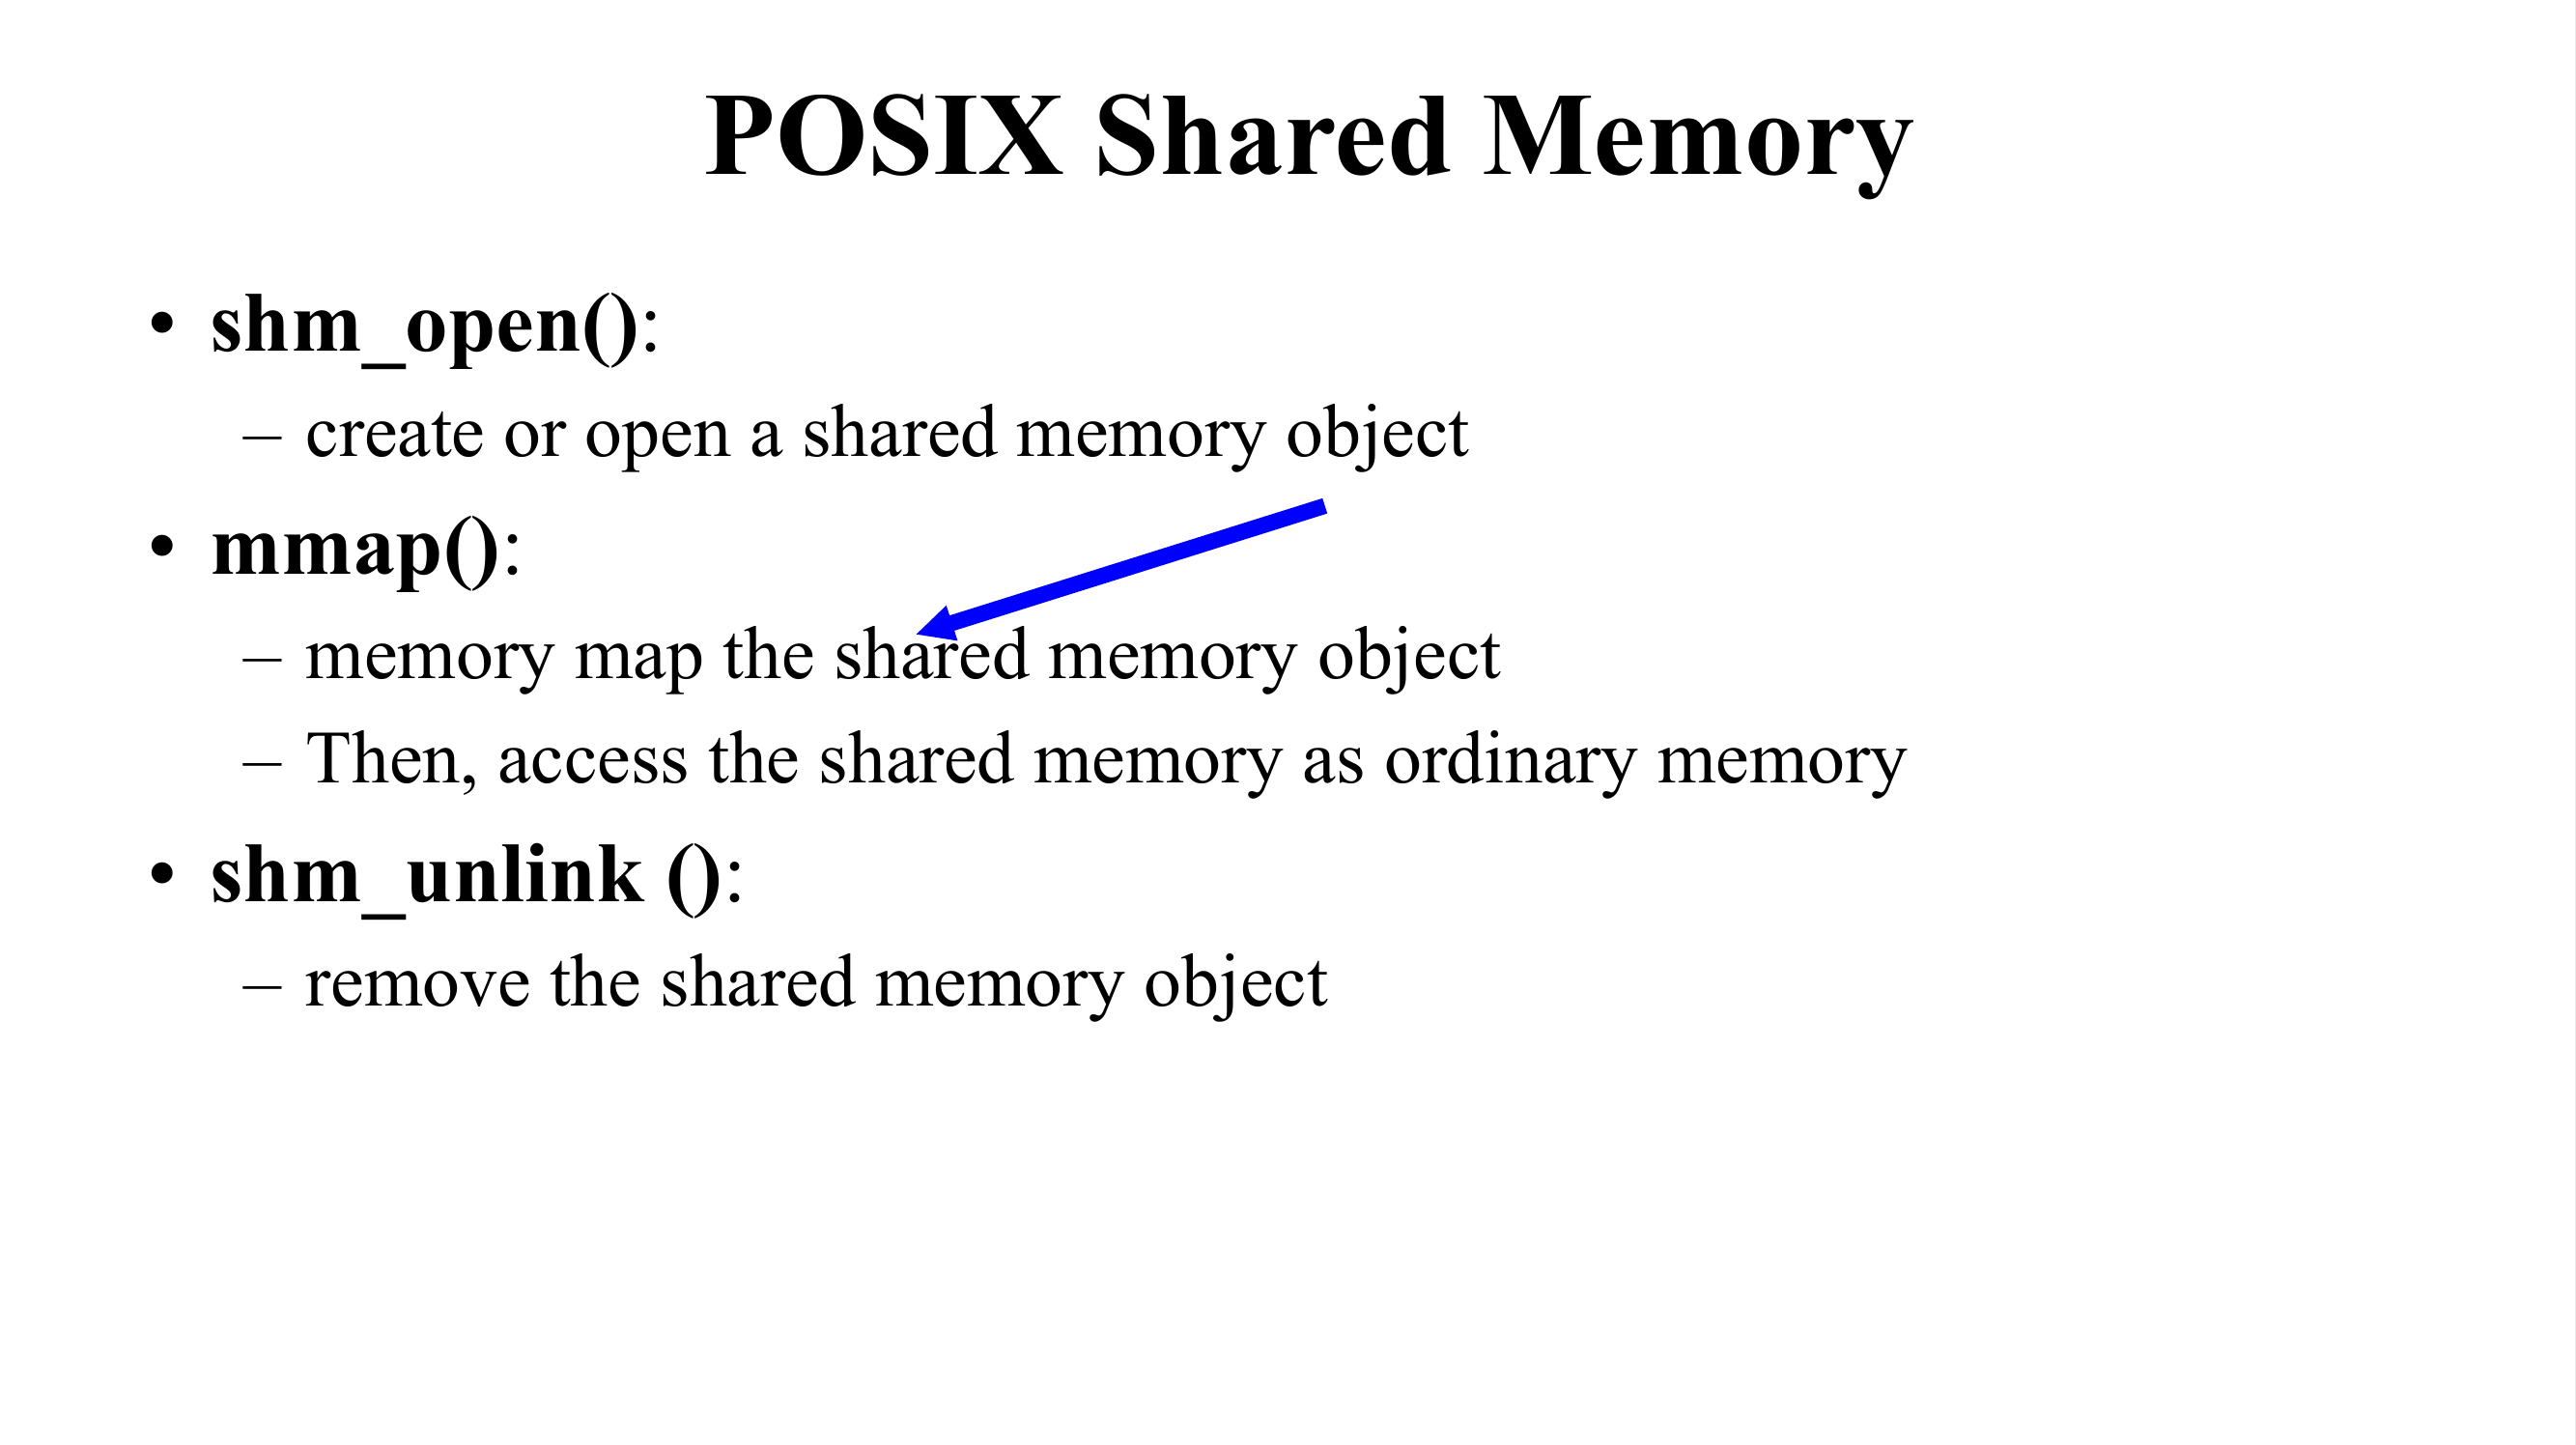 POSIX Shared Memory
• shm_open():
– create or open a shared memory object
• mmap():
– memory map the shared memory object
– Then, access the shared memory as ordinary memory
• shm_unlink ():
– remove the shared memory object